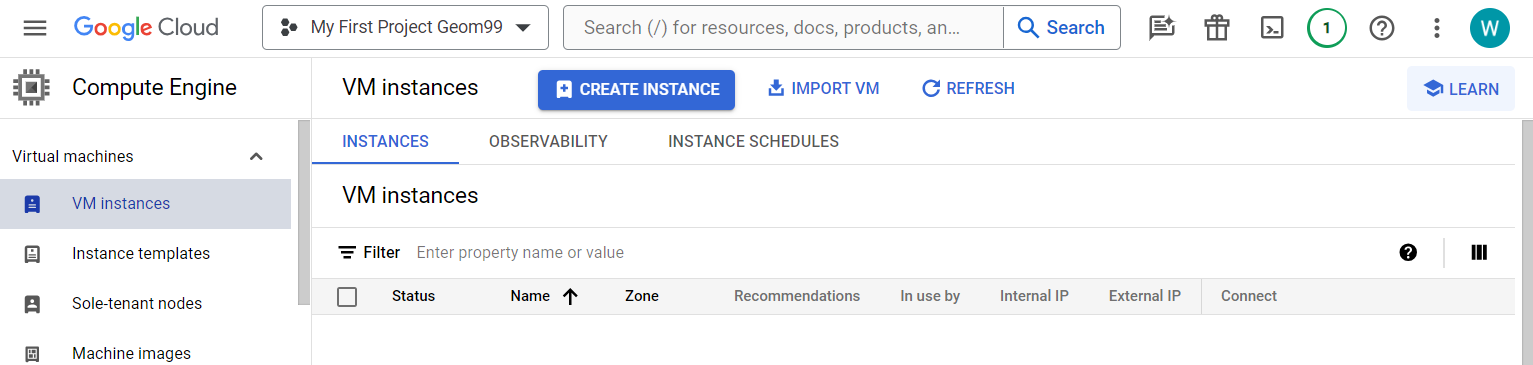 Google Cloud
My First Project Geom99
Search (/) for resources, docs, products, an...
Search
1
W
Compute Engine
VM instances
CREATE INSTANCE
IMPORT VM
REFRESH
LEARN
Virtual machines
VM instances
Instance templates
Sole-tenant nodes
Machine images
INSTANCES
OBSERVABILITY
INSTANCE SCHEDULES
VM instances
Filter
Enter property name or value
Status
Name
Zone
Recommendations
In use by
Internal IP
External IP
Connect